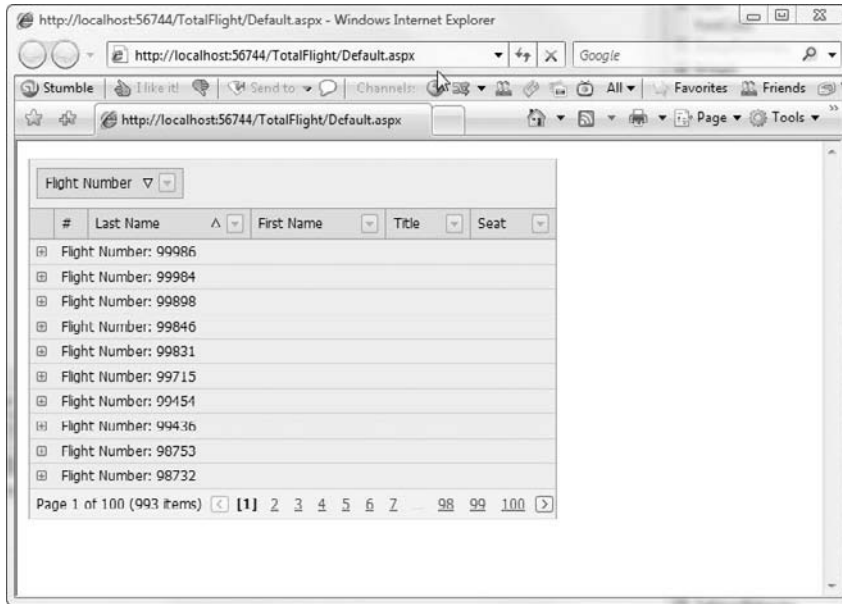 http://localhost:56744/TotalFlight/Default.aspx - Windows Internet Explorer
http://localhost:56744/TotalFlight/Default.aspx
Google
Stumble I like it! Send to Channels: All Favorites Friends
http://localhost:56744/TotalFlight/Default.aspx Page Tools
Flight Number
# Last Name First Name Title Seat
Flight Number: 99986
Flight Number: 99984
Flight Number: 99898
Flight Number: 99846
Flight Number: 99831
Flight Number: 99715
Flight Number: 99454
Flight Number: 99436
Flight Number: 98753
Flight Number: 98732
Page 1 of 100 (993 items) [1] 2 3 4 5 6 7 ... 98 99 100